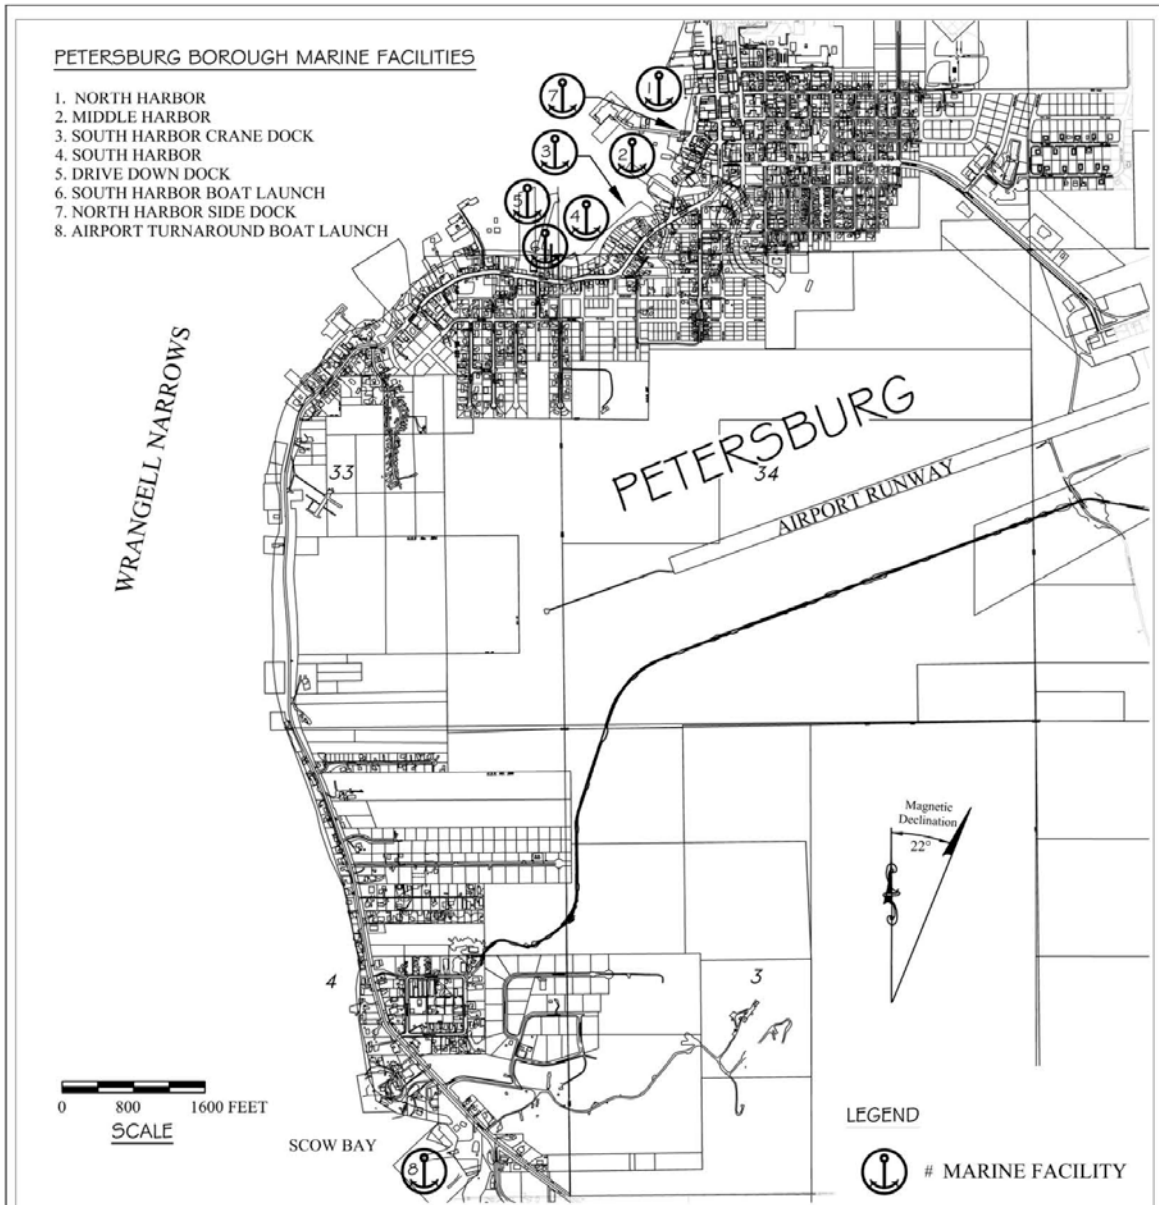 PETERSBURG BOROUGH MARINE FACILITIES
1. NORTH HARBOR
2. MIDDLE HARBOR
3. SOUTH HARBOR CRANE DOCK
4. SOUTH HARBOR
5. DRIVE DOWN DOCK
6. SOUTH HARBOR BOAT LAUNCH
7. NORTH HARBOR SIDE DOCK
8. AIRPORT TURNAROUND BOAT LAUNCH
7
1
3
2
5
4
6
WRANGELL NARROWS
PETERSBURG
33
34
AIRPORT RUNWAY
Magnetic
Declination
22°
4
3
0 800 1600 FEET
SCALE
SCOW BAY
8
LEGEND
# MARINE FACILITY